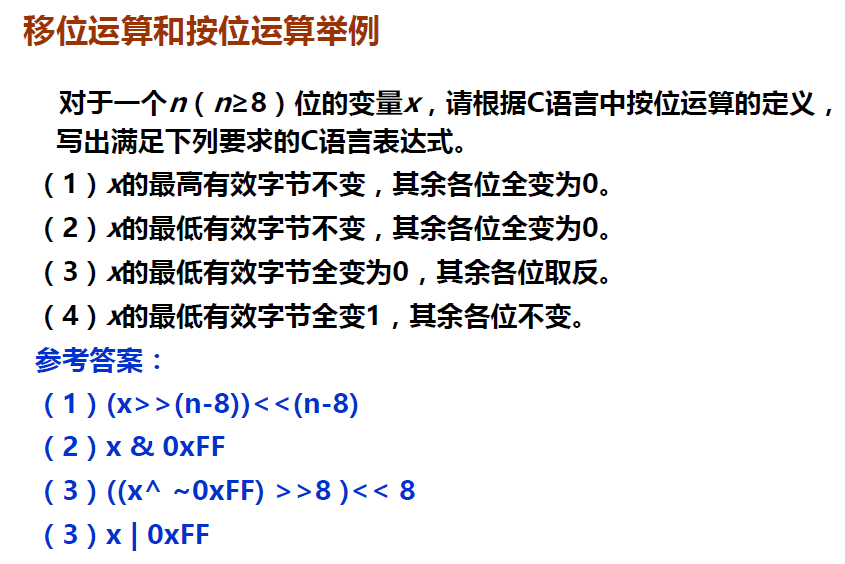 移位运算和按位运算举例
对于一个n（n≥8）位的变量x，请根据C语言中按位运算的定义，
写出满足下列要求的C语言表达式。
（1）x的最高有效字节不变，其余各位全变为0。
（2）x的最低有效字节不变，其余各位全变为0。
（3）x的最低有效字节全变为0，其余各位取反。
（4）x的最低有效字节全变1，其余各位不变。
参考答案：
（1）(x>>(n-8))<<(n-8)
（2）x & 0xFF
（3）((x^ ~0xFF) >>8 )<< 8
（3）x | 0xFF